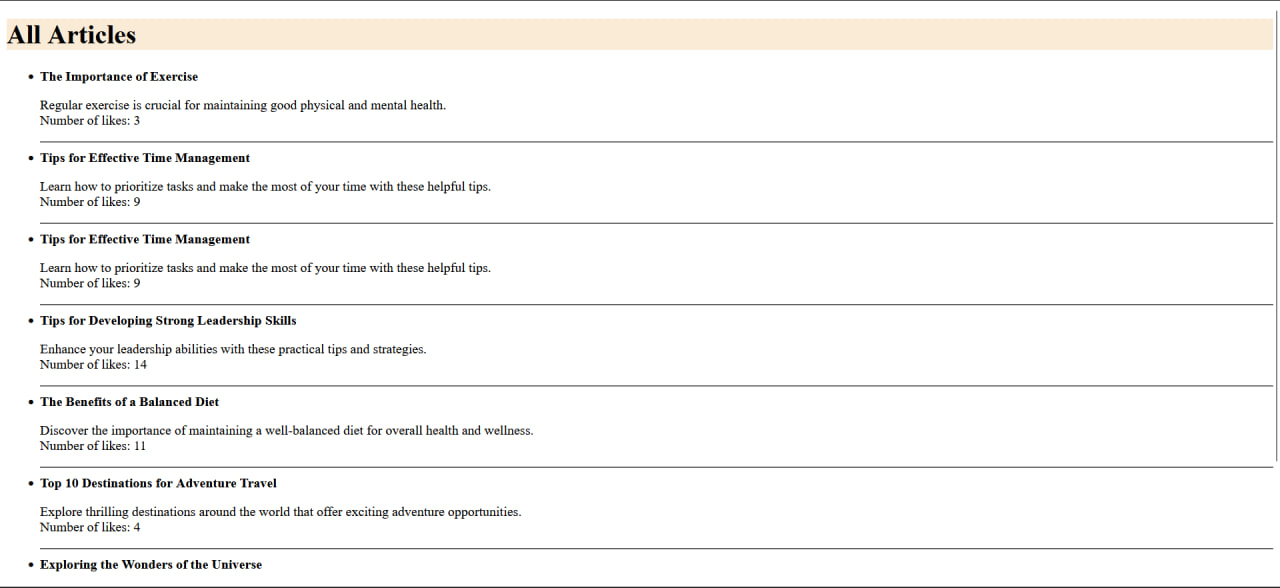 All Articles
The Importance of Exercise
Regular exercise is crucial for maintaining good physical and mental health.
Number of likes: 3
Tips for Effective Time Management
Learn how to prioritize tasks and make the most of your time with these helpful tips.
Number of likes: 9
Tips for Effective Time Management
Learn how to prioritize tasks and make the most of your time with these helpful tips.
Number of likes: 9
Tips for Developing Strong Leadership Skills
Enhance your leadership abilities with these practical tips and strategies.
Number of likes: 14
The Benefits of a Balanced Diet
Discover the importance of maintaining a well-balanced diet for overall health and wellness.
Number of likes: 11
Top 10 Destinations for Adventure Travel
Explore thrilling destinations around the world that offer exciting adventure opportunities.
Number of likes: 4
Exploring the Wonders of the Universe